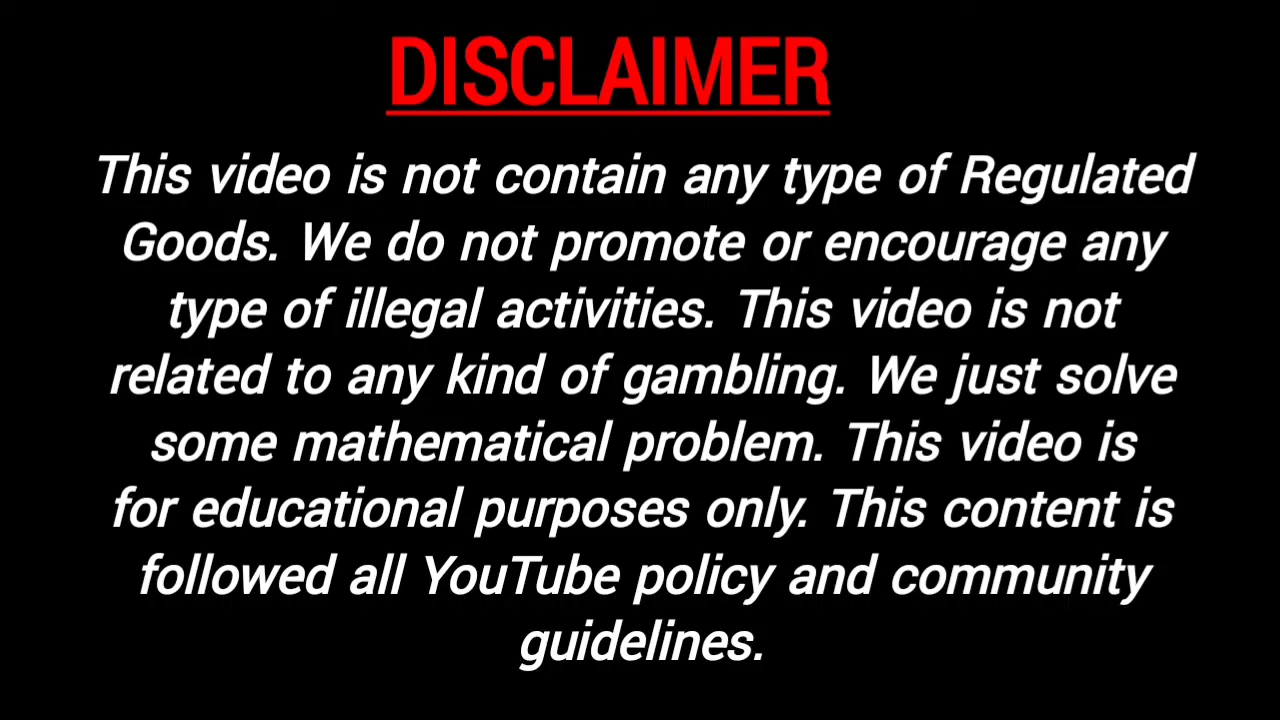 DISCLAIMER
This video is not contain any type of Regulated
Goods. We do not promote or encourage any
type of illegal activities. This video is not
related to any kind of gambling. We just solve
some mathematical problem. This video is
for educational purposes only. This content is
followed all YouTube policy and community
guidelines.